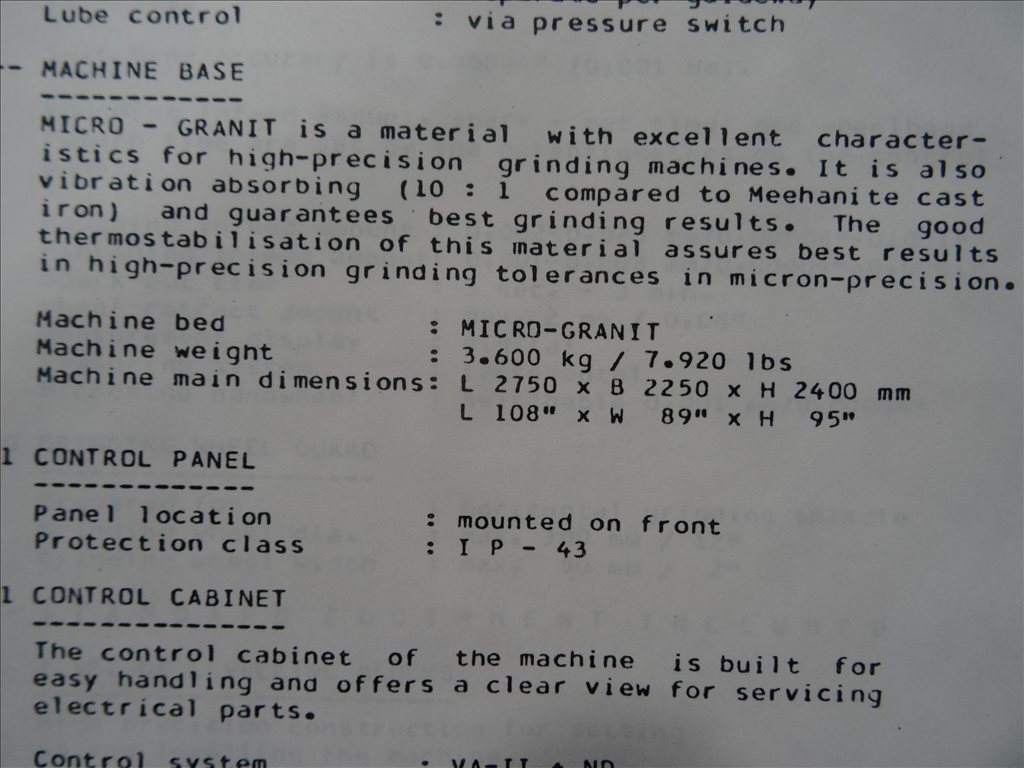 Lube control : via pressure switch
-- MACHINE BASE
------------
MICRO - GRANIT is a material with excellent character-
istics for high-precision grinding machines. It is also
vibration absorbing (10 : 1 compared to Meehanite cast
iron) and guarantees best grinding results. The good
thermostabilisation of this material assures best results
in high-precision grinding tolerances in micron-precision.
Machine bed : MICRO-GRANIT
Machine weight : 3.600 kg / 7.920 lbs
Machine main dimensions: L 2750 x B 2250 x H 2400 mm
L 108" x W 89" x H 95"
1 CONTROL PANEL
-------------
Panel location : mounted on front
Protection class : I P - 43
1 CONTROL CABINET
---------------
The control cabinet of the machine is built for
easy handling and offers a clear view for servicing
electrical parts.
Control system :